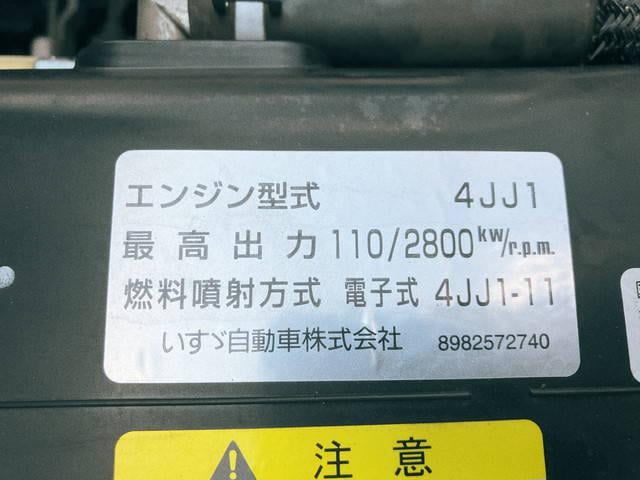 エンジン型式 4JJ1
最高出力 110/2800 kw/r.p.m.
燃料噴射方式 電子式 4JJ1-11
いすゞ自動車株式会社 8982572740
注意